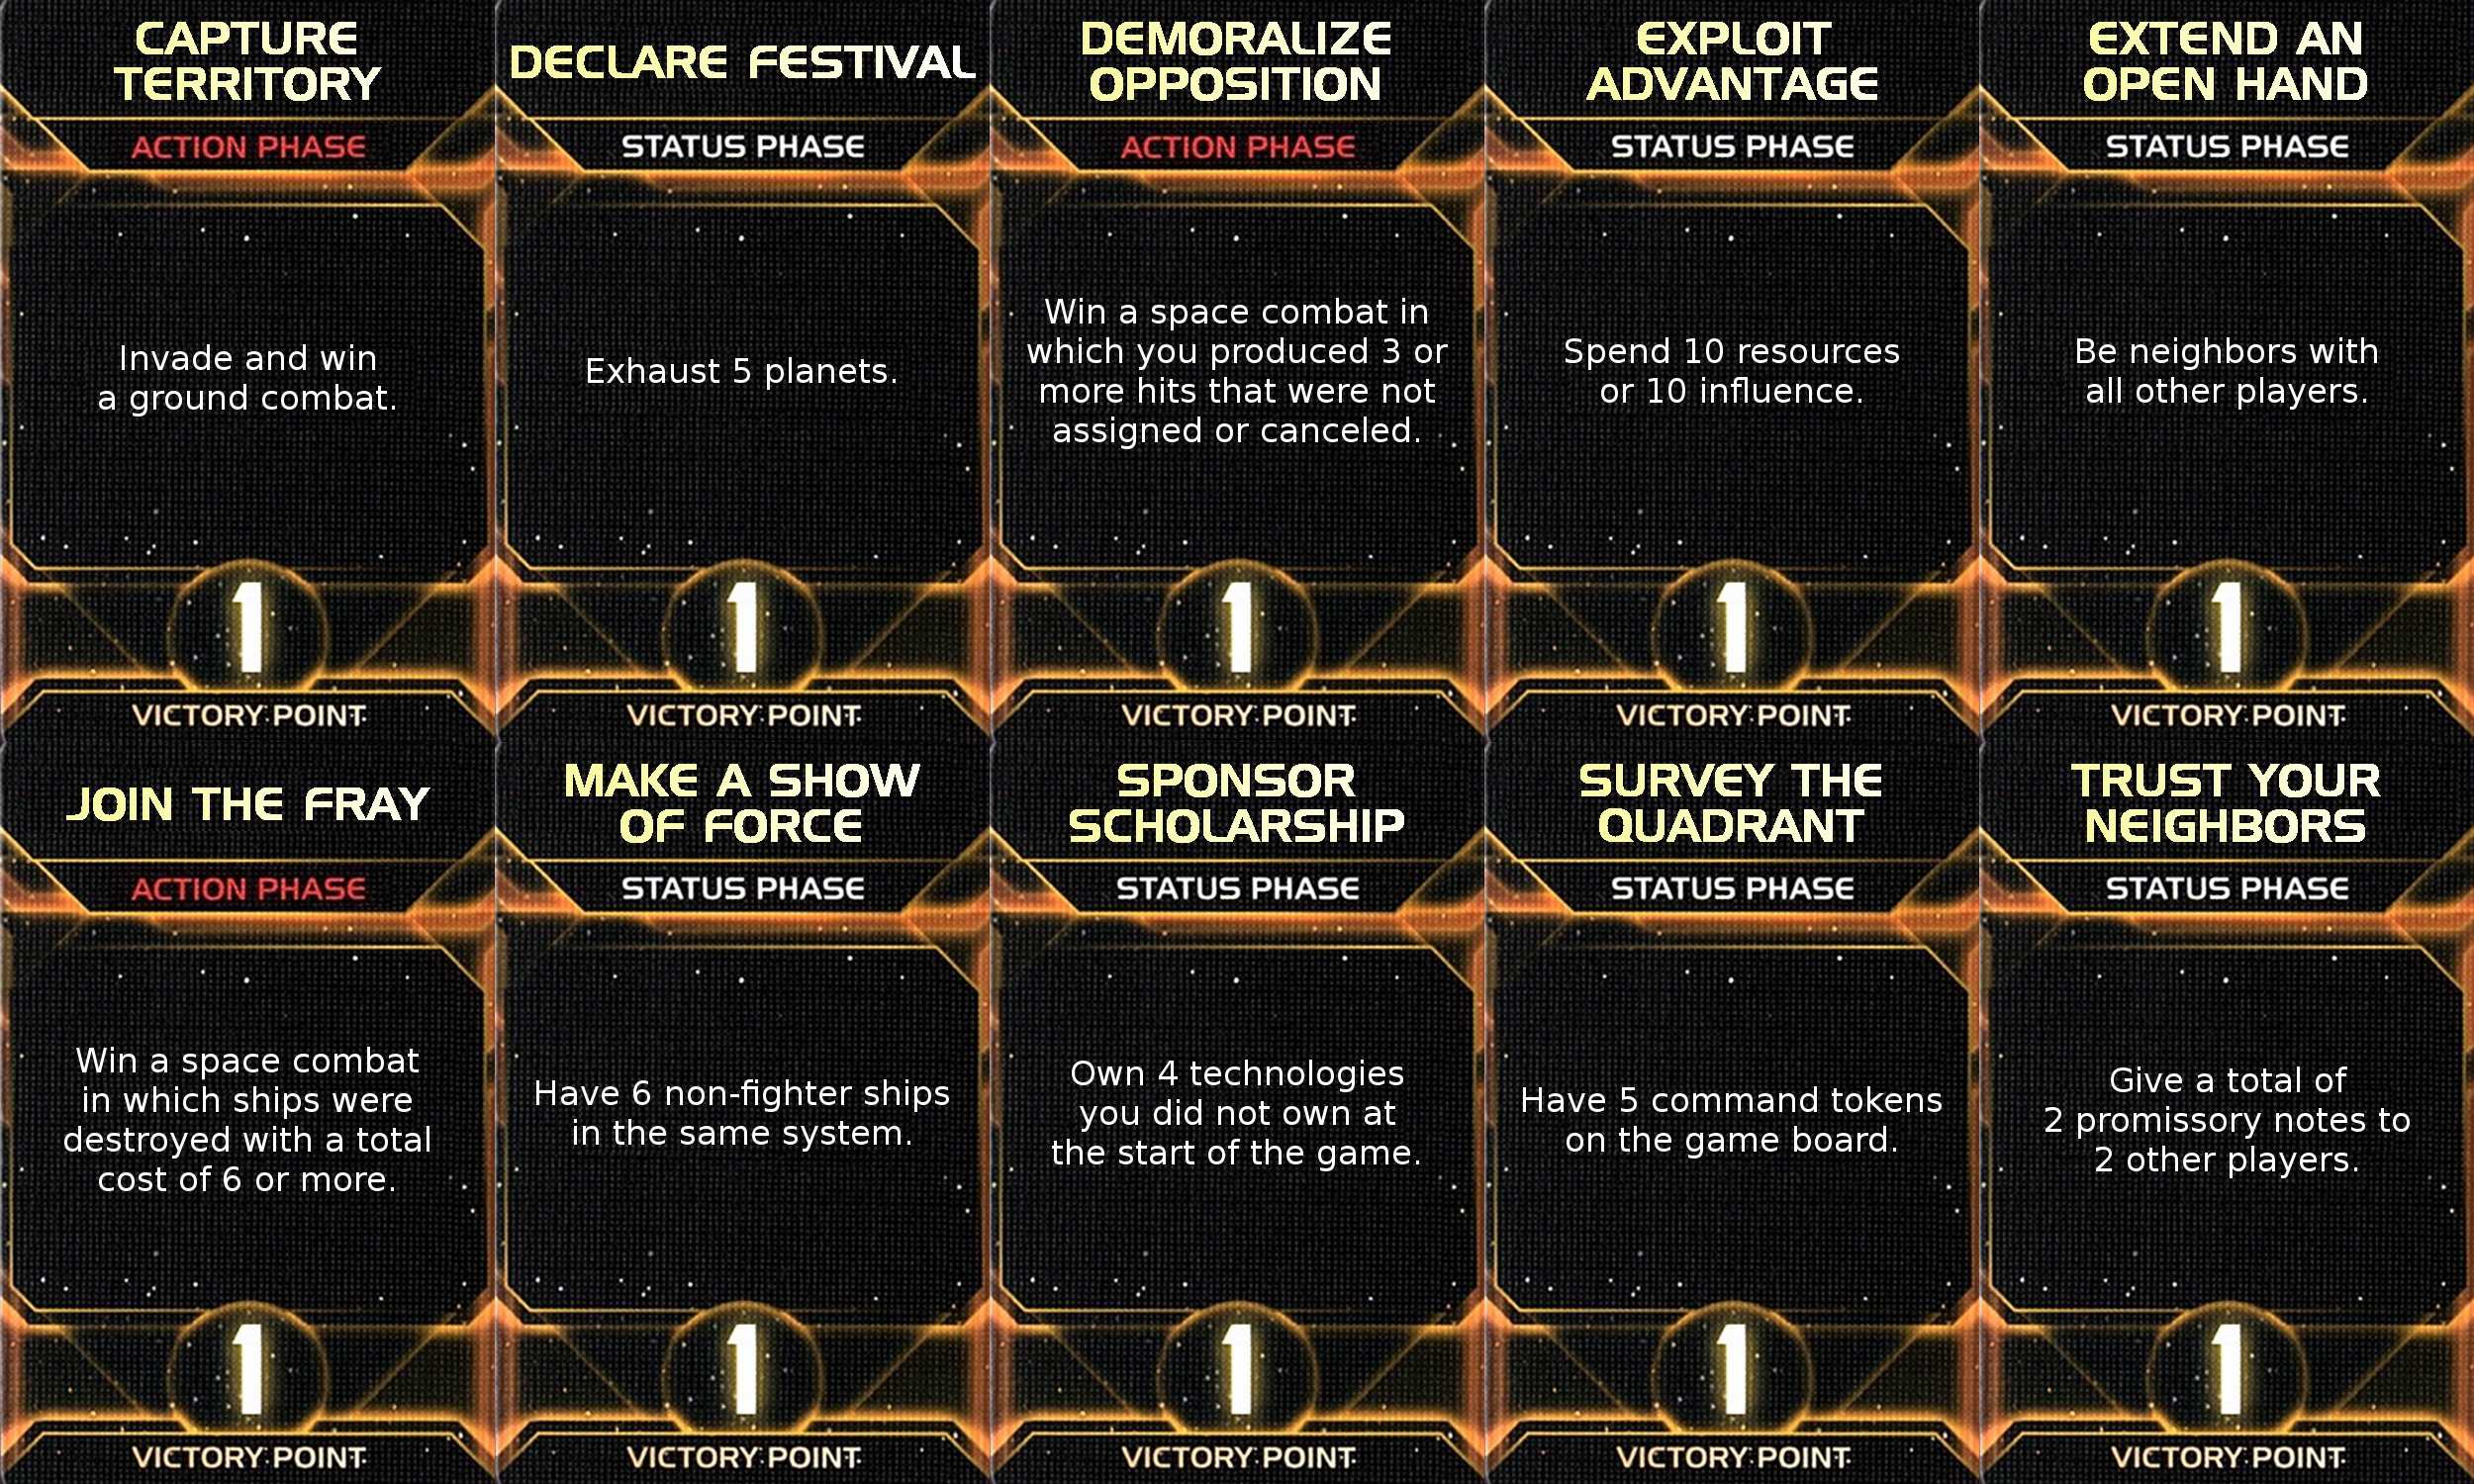 CAPTURE
TERRITORY
ACTION PHASE
Invade and win
a ground combat.
1
VICTORY POINT
DECLARE FESTIVAL
STATUS PHASE
Exhaust 5 planets.
1
VICTORY POINT
DEMORALIZE
OPPOSITION
ACTION PHASE
Win a space combat in
which you produced 3 or
more hits that were not
assigned or canceled.
1
VICTORY POINT
EXPLOIT
ADVANTAGE
STATUS PHASE
Spend 10 resources
or 10 influence.
1
VICTORY POINT
EXTEND AN
OPEN HAND
STATUS PHASE
Be neighbors with
all other players.
1
VICTORY POINT
JOIN THE FRAY
ACTION PHASE
Win a space combat
in which ships were
destroyed with a total
cost of 6 or more.
1
VICTORY POINT
MAKE A SHOW
OF FORCE
STATUS PHASE
Have 6 non-fighter ships
in the same system.
1
VICTORY POINT
SPONSOR
SCHOLARSHIP
STATUS PHASE
Own 4 technologies
you did not own at
the start of the game.
1
VICTORY POINT
SURVEY THE
QUADRANT
STATUS PHASE
Have 5 command tokens
on the game board.
1
VICTORY POINT
TRUST YOUR
NEIGHBORS
STATUS PHASE
Give a total of
2 promissory notes to
2 other players.
1
VICTORY POINT